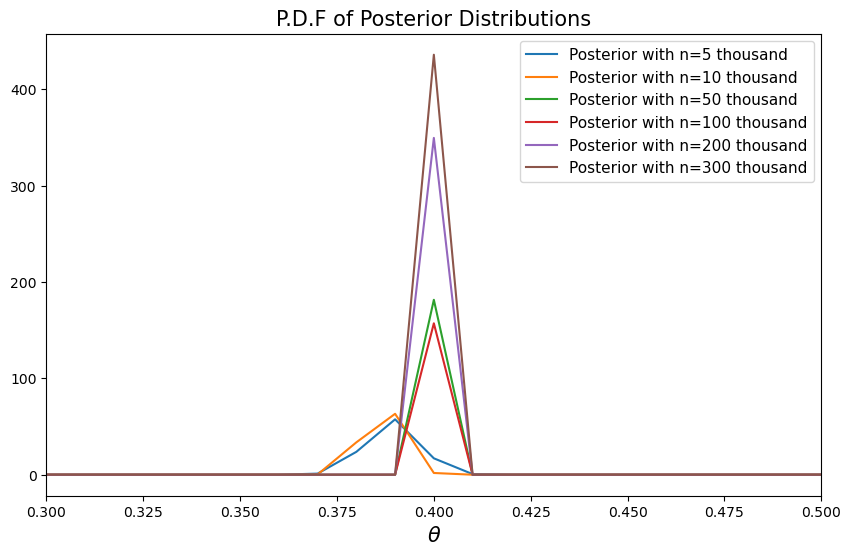 P.D.F of Posterior Distributions
400
300
200
100
0
Posterior with n=5 thousand
Posterior with n=10 thousand
Posterior with n=50 thousand
Posterior with n=100 thousand
Posterior with n=200 thousand
Posterior with n=300 thousand
0.300 0.325 0.350 0.375 0.400 0.425 0.450 0.475 0.500
θ